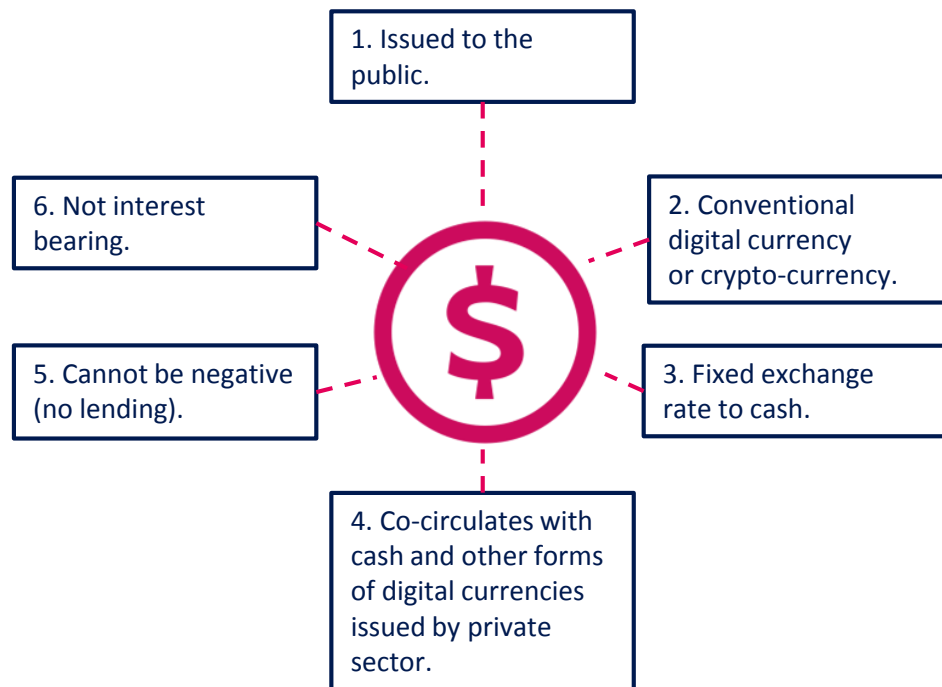 1. Issued to the
public.
6. Not interest
bearing.
2. Conventional
digital currency
or crypto-currency.
$
5. Cannot be negative
(no lending).
3. Fixed exchange
rate to cash.
4. Co-circulates with
cash and other forms
of digital currencies
issued by private
sector.